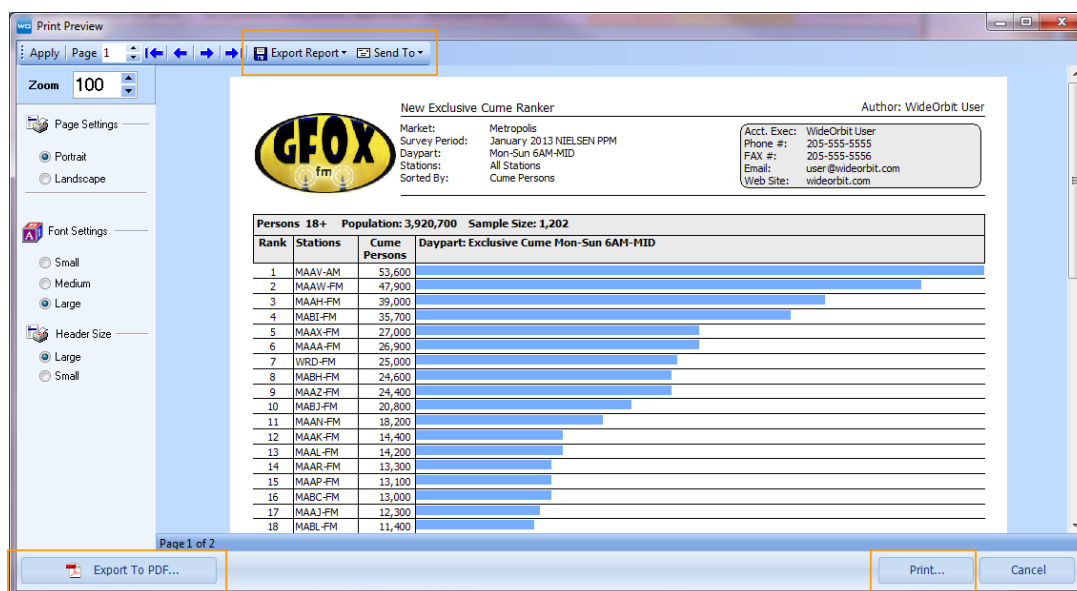 Print Preview
Apply Page 1 Export Report Send To
Zoom 100
Page Settings
Portrait
Landscape
Font Settings
Small
Medium
Large
Header Size
Large
Small
GFOX
fm
New Exclusive Cume Ranker Author: WideOrbit User
Market: Metropolis
Survey Period: January 2013 NIELSEN PPM
Daypart: Mon-Sun 6AM-MID
Stations: All Stations
Sorted By: Cume Persons
Acct. Exec: WideOrbit User
Phone #: 205-555-5555
FAX #: 205-555-5556
Email: user@wideorbit.com
Web Site: wideorbit.com
Persons 18+ Population: 3,920,700 Sample Size: 1,202
Rank Stations Cume Persons Daypart: Exclusive Cume Mon-Sun 6AM-MID
1 MAAV-AM 53,600
2 MAAW-FM 47,900
3 MAAH-FM 39,000
4 MABI-FM 35,700
5 MAAX-FM 27,000
6 MAAA-FM 26,900
7 WRD-FM 25,000
8 MABH-FM 24,600
9 MAAZ-FM 24,400
10 MABJ-FM 20,800
11 MAAN-FM 18,200
12 MAAK-FM 14,400
13 MAAL-FM 14,200
14 MAAR-FM 13,300
15 MAAP-FM 13,100
16 MABC-FM 13,000
17 MAAJ-FM 12,300
18 MABL-FM 11,400
Page 1 of 2
Export To PDF... Print... Cancel